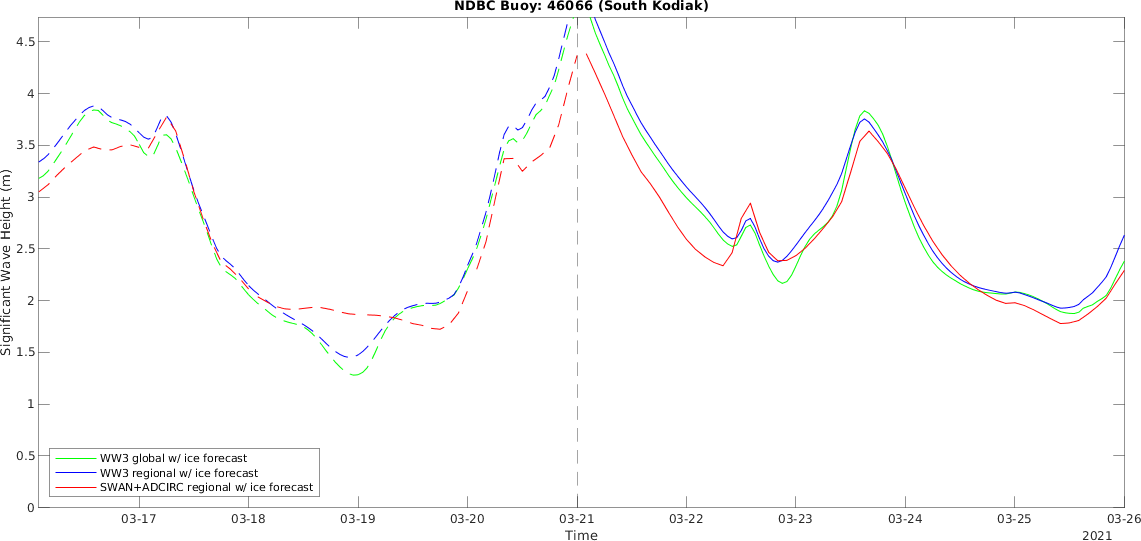 NDBC Buoy: 46066 (South Kodiak)
Significant Wave Height (m)
4.5
4
3.5
3
2.5
2
1.5
1
0.5
0
WW3 global w/ ice forecast
WW3 regional w/ ice forecast
SWAN+ADCIRC regional w/ ice forecast
03-17 03-18 03-19 03-20 03-21 03-22 03-23 03-24 03-25 03-26
Time
2021